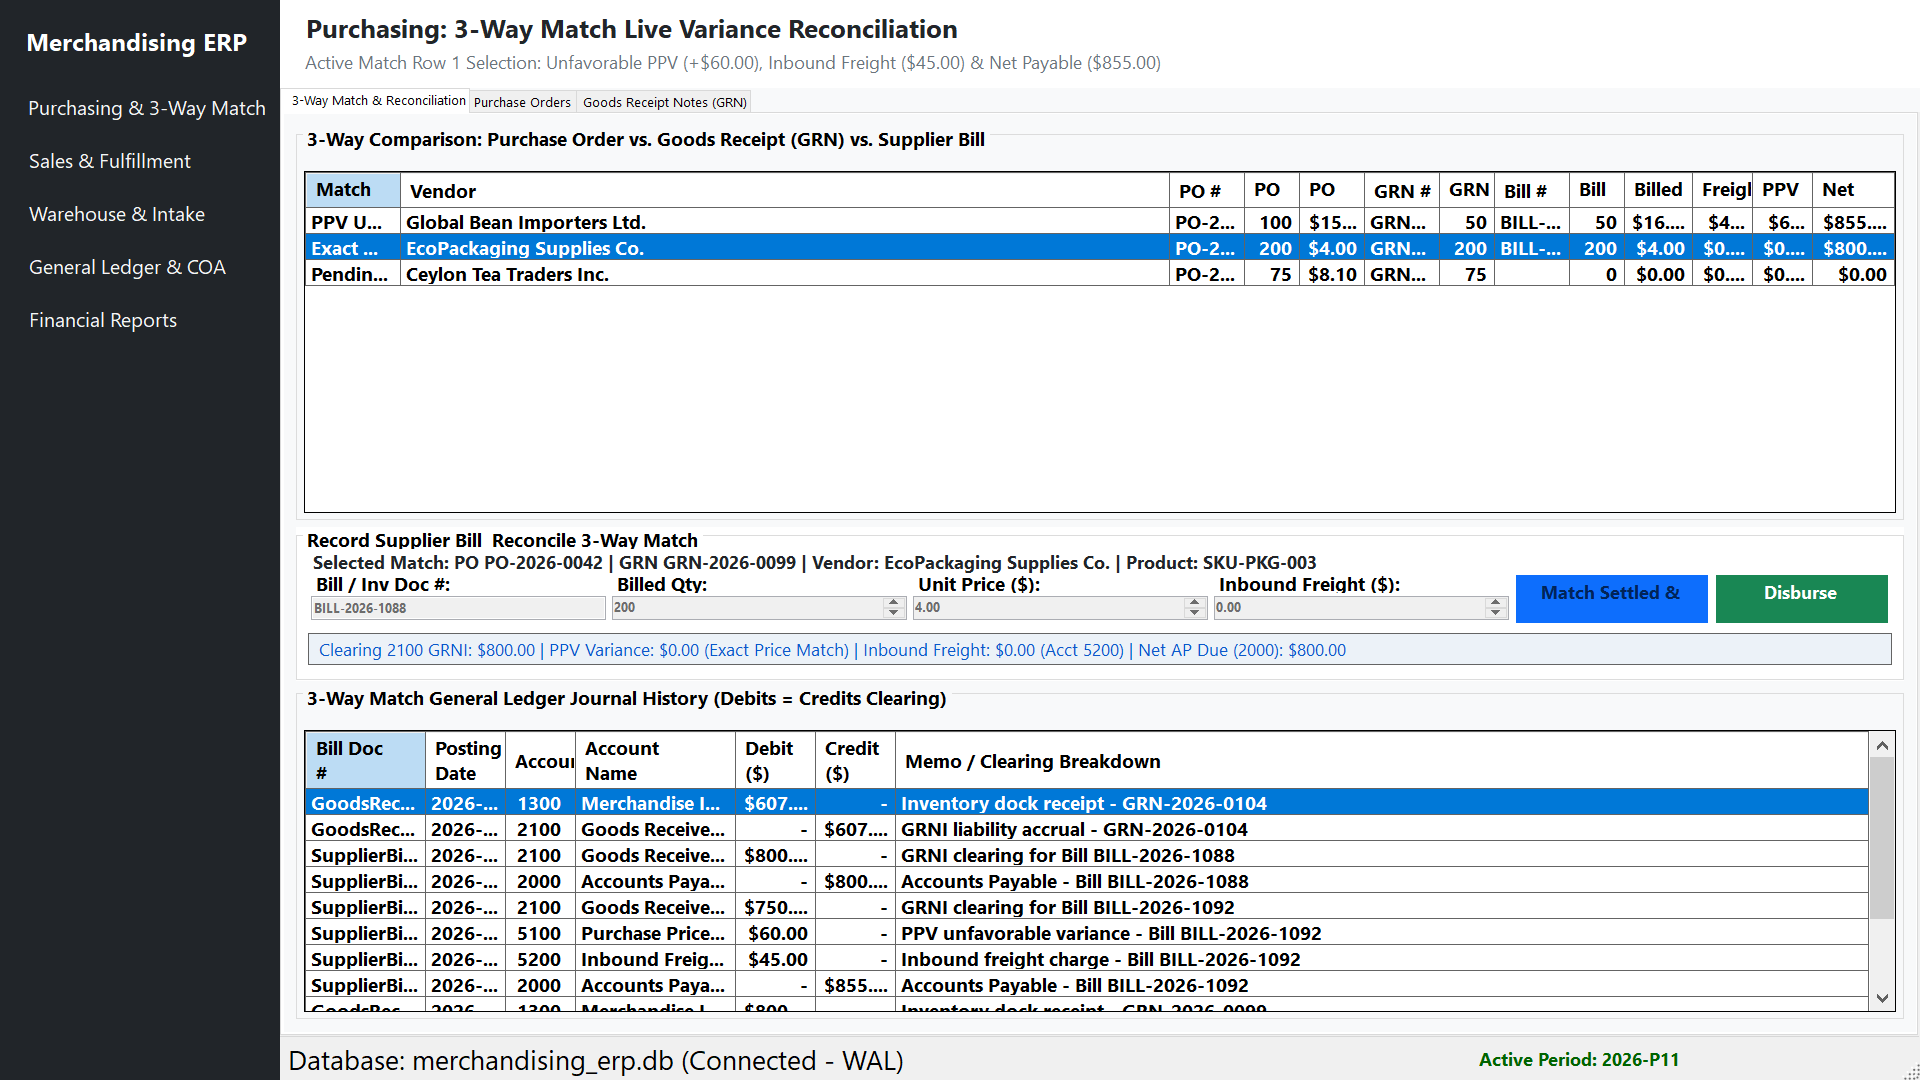 Merchandising ERP
Purchasing & 3-Way Match
Sales & Fulfillment
Warehouse & Intake
General Ledger & COA
Financial Reports
Purchasing: 3-Way Match Live Variance Reconciliation
Active Match Row 1 Selection: Unfavorable PPV (+$60.00), Inbound Freight ($45.00) & Net Payable ($855.00)
3-Way Match & Reconciliation Purchase Orders Goods Receipt Notes (GRN)
3-Way Comparison: Purchase Order vs. Goods Receipt (GRN) vs. Supplier Bill
Match Vendor PO # PO PO GRN # GRN Bill # Bill Billed Freigl PPV Net
PPV U... Global Bean Importers Ltd. PO-2... 100 $15.... GRN... 50 BILL-... 50 $16.... $4... $6... $855....
Exact ... EcoPackaging Supplies Co. PO-2... 200 $4.00 GRN... 200 BILL-... 200 $4.00 $0.... $0.... $800....
Pendin... Ceylon Tea Traders Inc. PO-2... 75 $8.10 GRN... 75 0 $0.00 $0.... $0.... $0.00
Record Supplier Bill  Reconcile 3-Way Match
Selected Match: PO PO-2026-0042 | GRN GRN-2026-0099 | Vendor: EcoPackaging Supplies Co. | Product: SKU-PKG-003
Bill / Inv Doc #: Billed Qty: Unit Price ($): Inbound Freight ($):
BILL-2026-1088 200 4.00 0.00 Match Settled & Disburse
Clearing 2100 GRNI: $800.00 | PPV Variance: $0.00 (Exact Price Match) | Inbound Freight: $0.00 (Acct 5200) | Net AP Due (2000): $800.00
3-Way Match General Ledger Journal History (Debits = Credits Clearing)
Bill Doc # Posting Date Accour Account Name Debit ($) Credit ($) Memo / Clearing Breakdown
GoodsRec... 2026-... 1300 Merchandise I... $607.... - Inventory dock receipt - GRN-2026-0104
GoodsRec... 2026-... 2100 Goods Receive... - $607.... GRNI liability accrual - GRN-2026-0104
SupplierBi... 2026-... 2100 Goods Receive... $800.... - GRNI clearing for Bill BILL-2026-1088
SupplierBi... 2026-... 2000 Accounts Paya... - $800.... Accounts Payable - Bill BILL-2026-1088
SupplierBi... 2026-... 2100 Goods Receive... $750.... - GRNI clearing for Bill BILL-2026-1092
SupplierBi... 2026-... 5100 Purchase Price... $60.00 - PPV unfavorable variance - Bill BILL-2026-1092
SupplierBi... 2026-... 5200 Inbound Freig... $45.00 - Inbound freight charge - Bill BILL-2026-1092
SupplierBi... 2026-... 2000 Accounts Paya... - $855.... Accounts Payable - Bill BILL-2026-1092
GoodsRec... 2026-... 1300 Merchandise I... $800.... - Inventory dock receipt - GRN-2026-0099
Database: merchandising_erp.db (Connected - WAL)
Active Period: 2026-P11